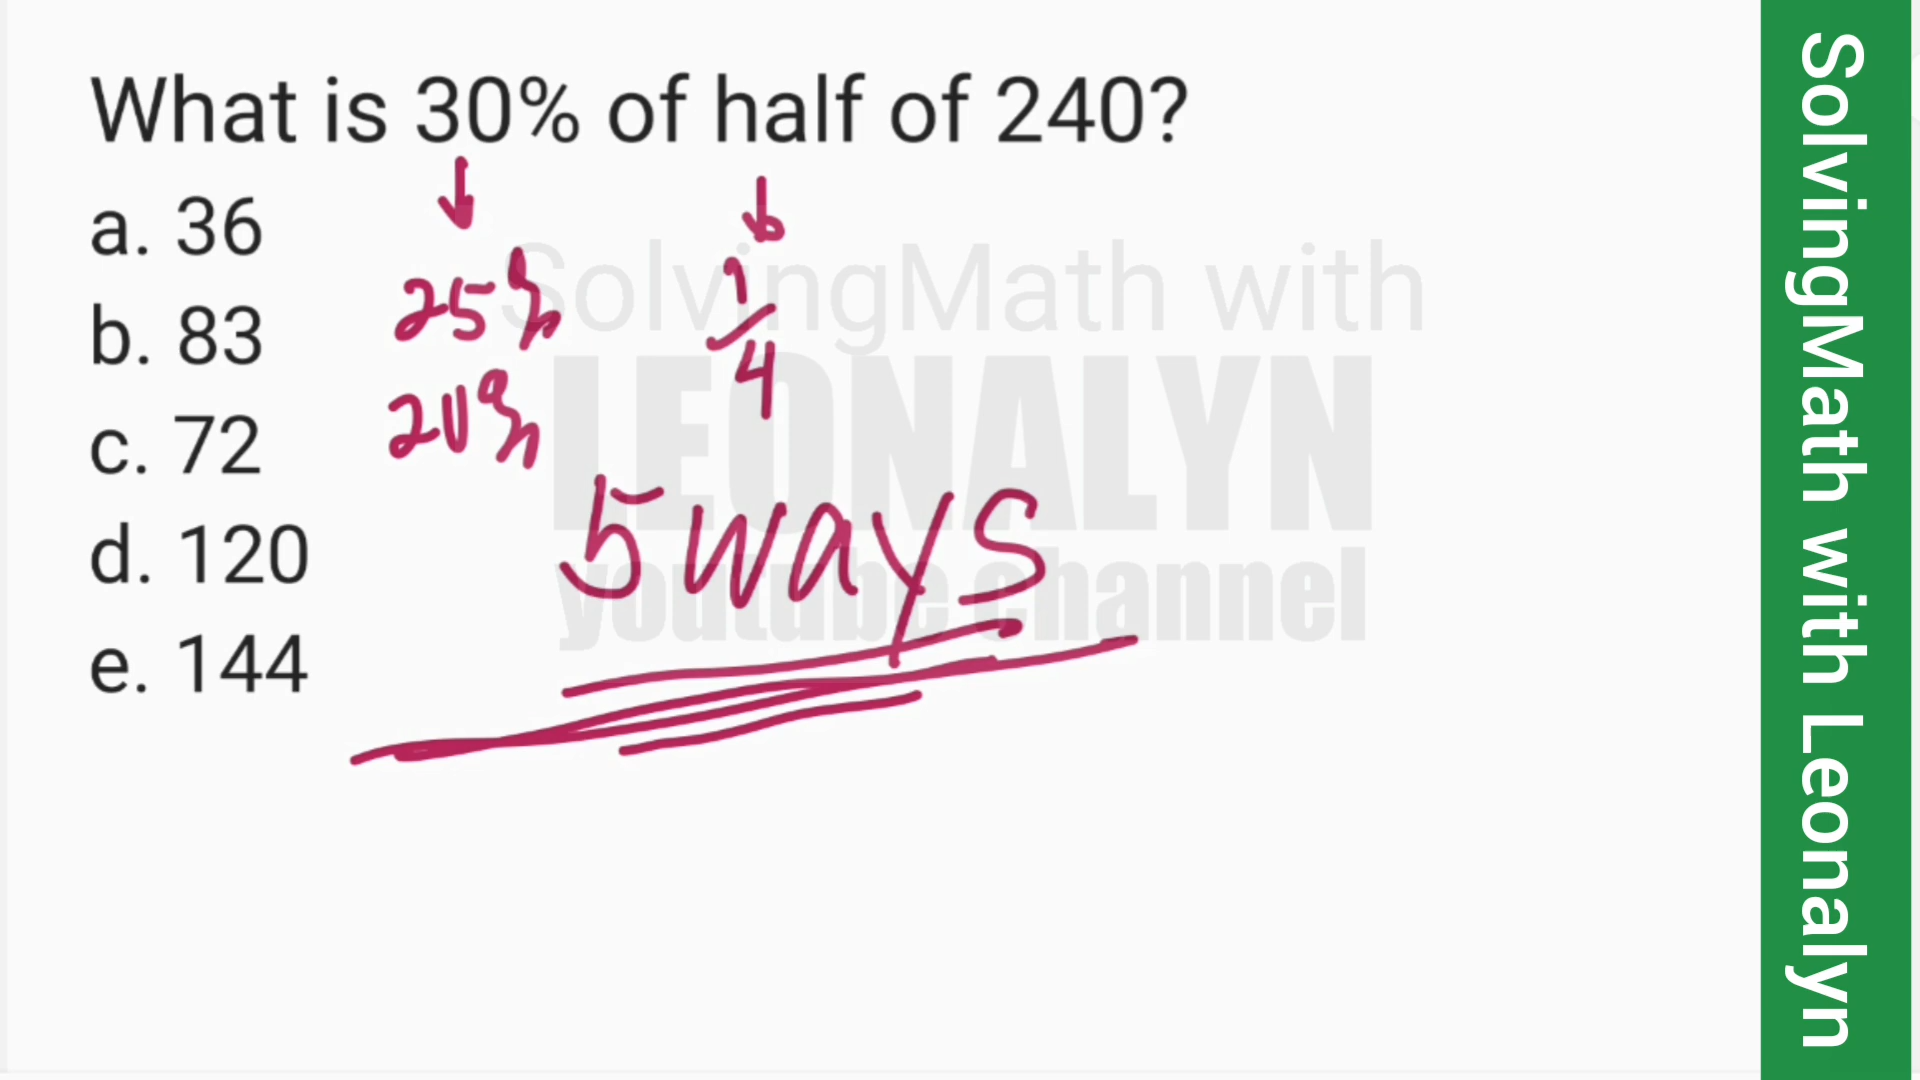 What is 30% of half of 240?
a. 36
b. 83
c. 72
d. 120
e. 144
25%
20%
1/4
5 ways
SolvingMath with
LEONALYN
youtube channel
SolvingMath with Leonalyn